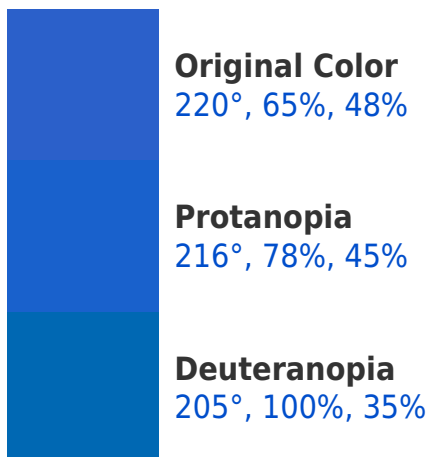 Original Color
220°, 65%, 48%
Protanopia
216°, 78%, 45%
Deuteranopia
205°, 100%, 35%